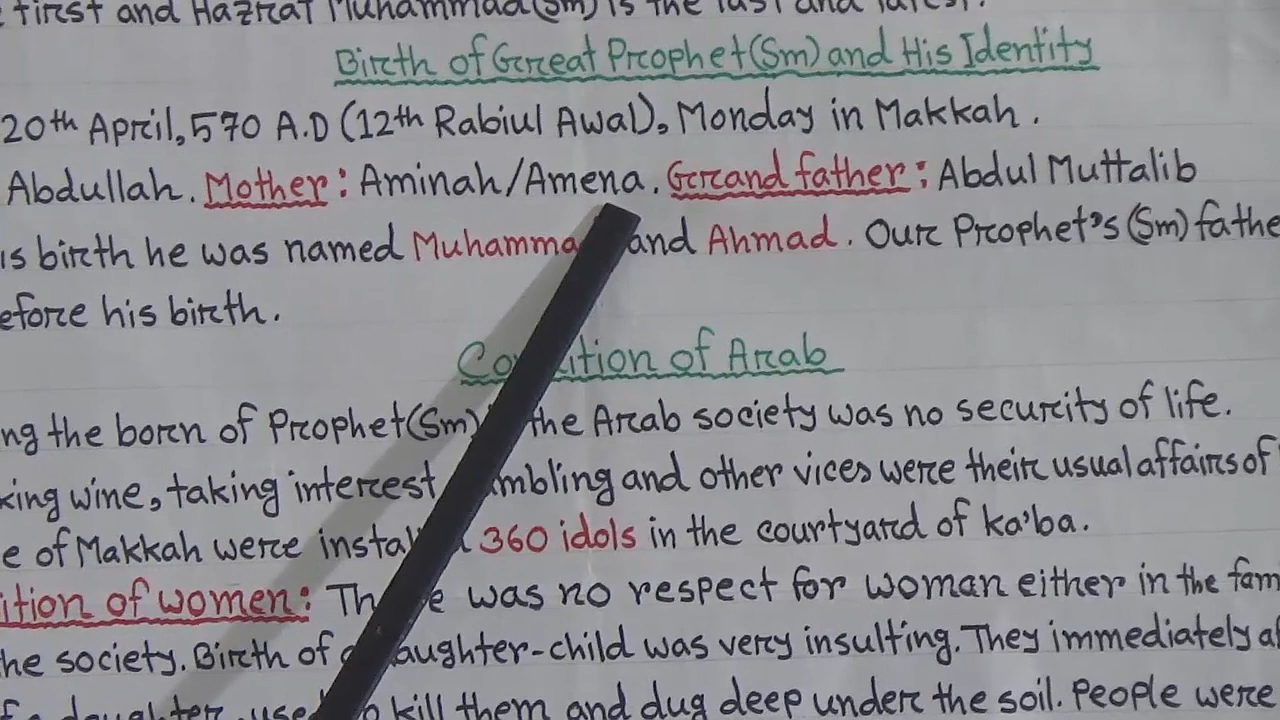 first and Hazrat Muhammad(Sm) is the last and latest.
Birth of Great Prophet(Sm) and His Identity
20th April, 570 A.D (12th Rabiul Awal), Monday in Makkah.
Abdullah. Mother: Aminah/Amena. Grand father: Abdul Muttalib
is birth he was named Muhamma and Ahmad. Our Prophet's (Sm) fathe
efore his birth.
Co ition of Arab
ng the born of Prophet(Sm) the Arab society was no security of life.
king wine, taking interest mbling and other vices were their usual affairs of
e of Makkah were instal 360 idols in the courtyard of ka'ba.
ition of women: Th e was no respect for woman either in the fam
he society. Birth of aughter-child was very insulting. They immediately af
daughter used kill them and dug deep under the soil. People were